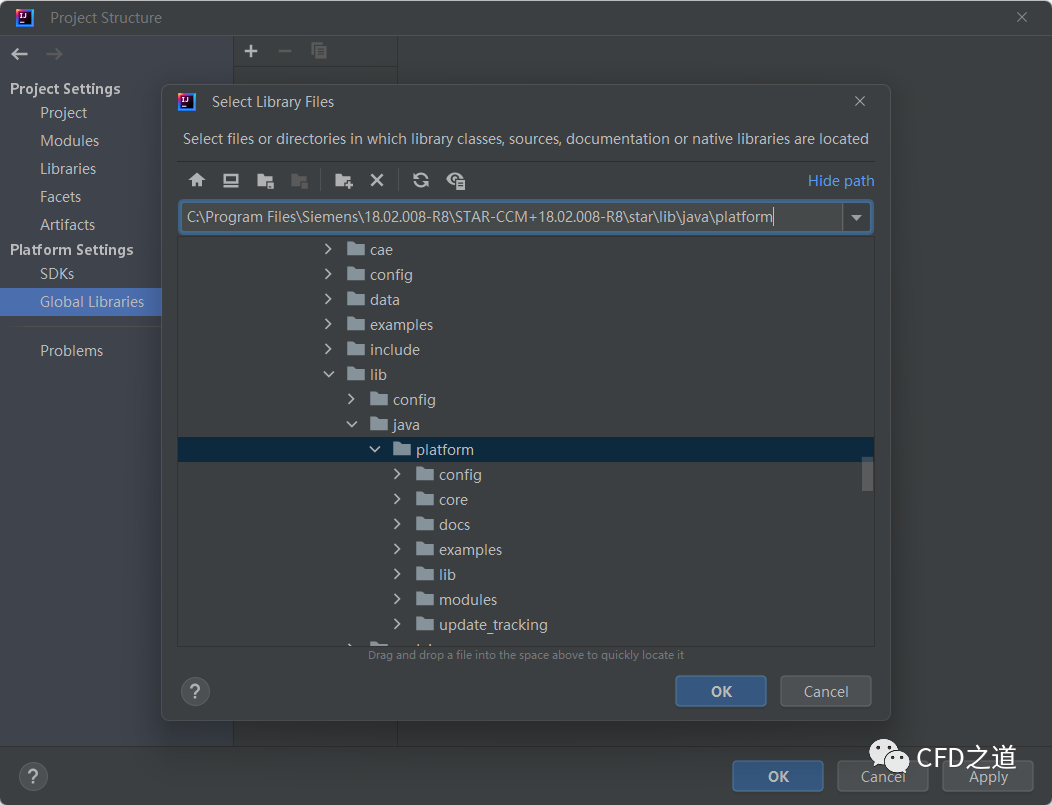 Project Structure
Project Settings
Project
Modules
Libraries
Facets
Artifacts
Platform Settings
SDKs
Global Libraries
Problems
Select Library Files
Select files or directories in which library classes, sources, documentation or native libraries are located
Hide path
C:\Program Files\Siemens\18.02.008-R8\STAR-CCM+18.02.008-R8\star\lib\java\platform
cae
config
data
examples
include
lib
config
java
platform
config
core
docs
examples
lib
modules
update_tracking
Drag and drop a file into the space above to quickly locate it
?
OK
Cancel
?
OK
Cancel
Apply
CFD之道